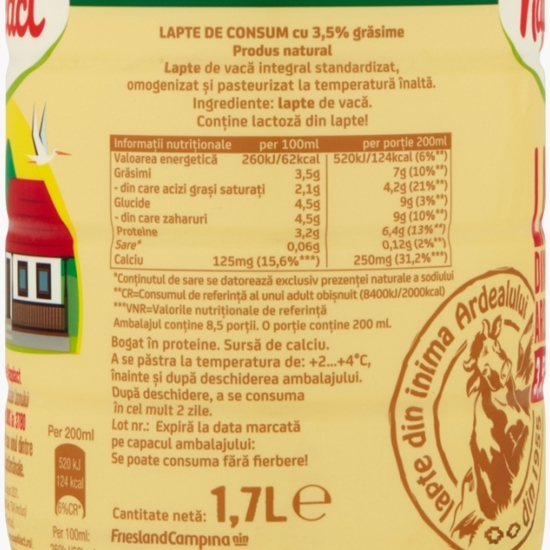 LAPTE DE CONSUM cu 3,5% grăsime
Produs natural
Lapte de vacă integral standardizat,
omogenizat și pasteurizat la temperatură înaltă.
Ingrediente: lapte de vacă.
Conține lactoză din lapte!
Informații nutriționale per 100ml per porție 200ml
Valoarea energetică 260kJ/62kcal 520kJ/124kcal (6%**)
Grăsimi 3,5g 7g (10%**)
- din care acizi grași saturați 2,1g 4,2g (21%**)
Glucide 4,5g 9g (3%**)
- din care zaharuri 4,5g 9g (10%**)
Proteine 3,2g 6,4g (13%**)
Sare* 0,06g 0,12g (2%**)
Calciu 125mg (15,6%***) 250mg (31,2%***)
*Conținutul de sare se datorează exclusiv prezenței naturale a sodiului
**CR=Consumul de referință al unui adult obișnuit (8400kJ/2000kcal)
***VNR=Valorile nutriționale de referință
Ambalajul conține 8,5 porții. O porție conține 200 ml.
Bogat în proteine. Sursă de calciu.
A se păstra la temperatura de: +2...+4°C,
înainte și după deschiderea ambalajului.
După deschidere, a se consuma
în cel mult 2 zile.
Lot nr.: Expiră la data marcată
pe capacul ambalajului:
Se poate consuma fără fierbere!
Cantitate netă: 1,7L e
FrieslandCampina
Per 200ml
520 kJ
124 kcal
6%CR*
Per 100ml:
lapte din inima Ardealului
din 1955